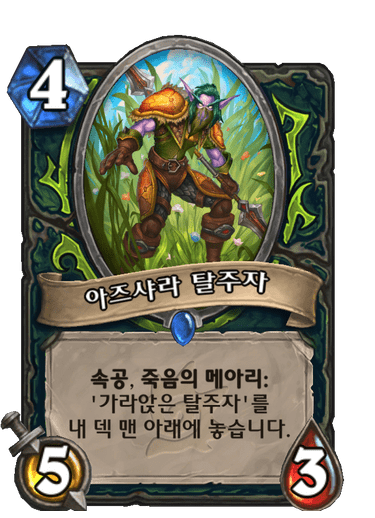 4
아즈샤라 탈주자
속공, 죽음의 메아리:
'가라앉은 탈주자'를
내 덱 맨 아래에 놓습니다.
5
3